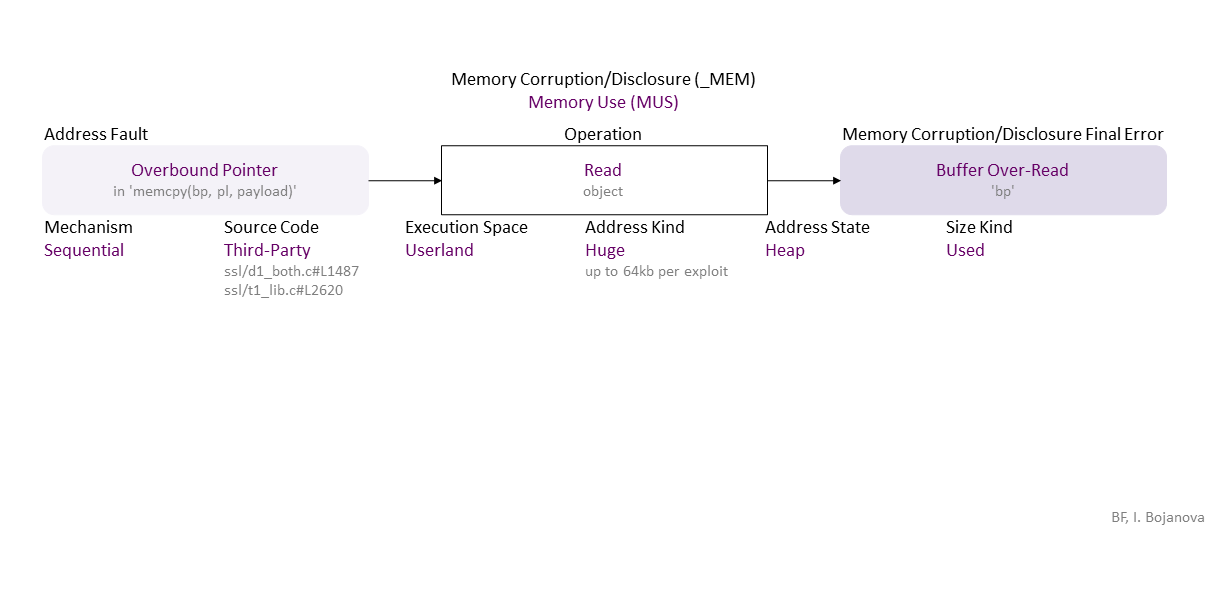 Memory Corruption/Disclosure (_MEM)
Memory Use (MUS)
Address Fault
Operation
Memory Corruption/Disclosure Final Error
Overbound Pointer
in 'memcpy(bp, pl, payload)'
Read
object
Buffer Over-Read
'bp'
Mechanism
Sequential
Source Code
Third-Party
ssl/d1_both.c#L1487
ssl/t1_lib.c#L2620
Execution Space
Userland
Address Kind
Huge
up to 64kb per exploit
Address State
Heap
Size Kind
Used
BF, I. Bojanova